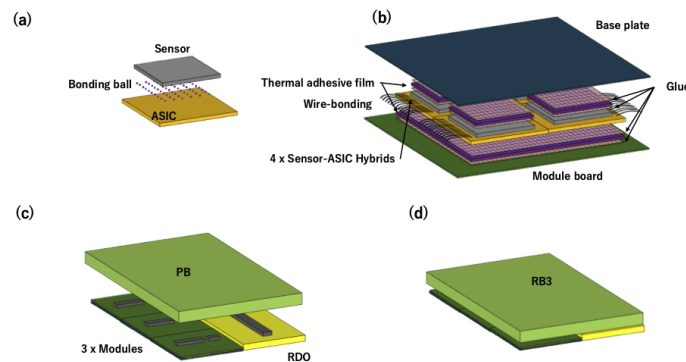 (a)
Sensor
Bonding ball
ASIC
(b)
Base plate
Thermal adhesive film
Wire-bonding
Glue
4 x Sensor-ASIC Hybrids
Module board
(c)
PB
3 x Modules
RDO
(d)
RB3